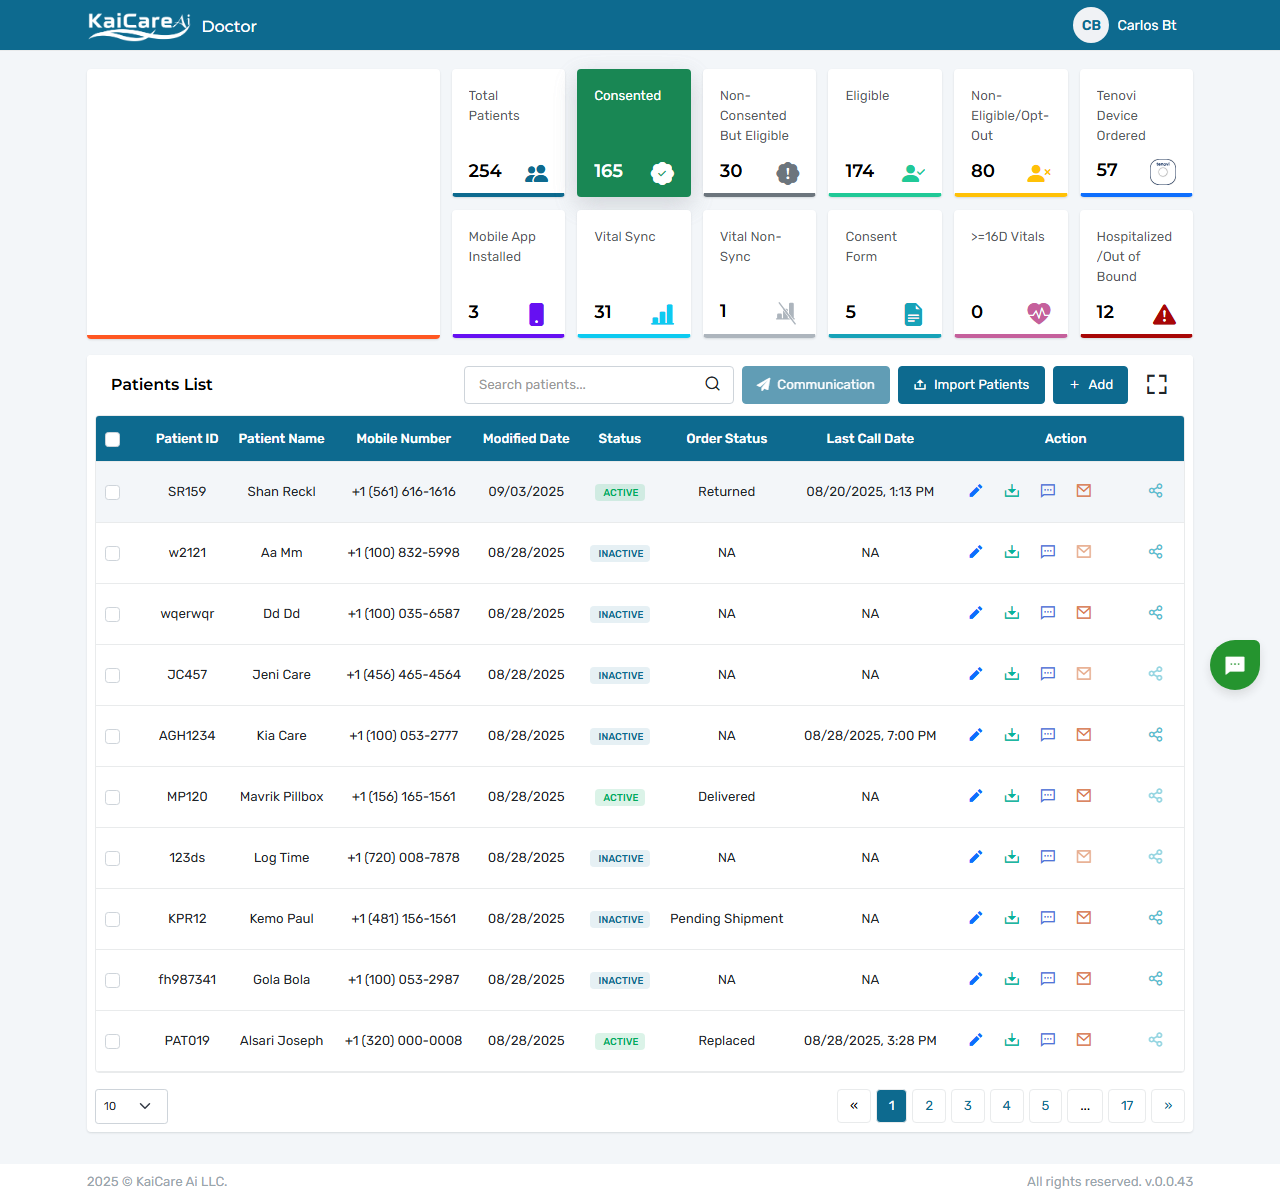 KaiCare Ai Doctor
CB Carlos Bt
Total Patients
254
Consented
165
Non-Consented But Eligible
30
Eligible
174
Non-Eligible/Opt-Out
80
Tenovi Device Ordered
57
tenovi
Mobile App Installed
3
Vital Sync
31
Vital Non-Sync
1
Consent Form
5
>=16D Vitals
0
Hospitalized /Out of Bound
12
Patients List
Search patients...
Communication
Import Patients
+ Add
Patient ID Patient Name Mobile Number Modified Date Status Order Status Last Call Date Action
SR159 Shan Reckl +1 (561) 616-1616 09/03/2025 ACTIVE Returned 08/20/2025, 1:13 PM
w2121 Aa Mm +1 (100) 832-5998 08/28/2025 INACTIVE NA NA
wqerwqr Dd Dd +1 (100) 035-6587 08/28/2025 INACTIVE NA NA
JC457 Jeni Care +1 (456) 465-4564 08/28/2025 INACTIVE NA NA
AGH1234 Kia Care +1 (100) 053-2777 08/28/2025 INACTIVE NA 08/28/2025, 7:00 PM
MP120 Mavrik Pillbox +1 (156) 165-1561 08/28/2025 ACTIVE Delivered NA
123ds Log Time +1 (720) 008-7878 08/28/2025 INACTIVE NA NA
KPR12 Kemo Paul +1 (481) 156-1561 08/28/2025 INACTIVE Pending Shipment NA
fh987341 Gola Bola +1 (100) 053-2987 08/28/2025 INACTIVE NA NA
PAT019 Alsari Joseph +1 (320) 000-0008 08/28/2025 ACTIVE Replaced 08/28/2025, 3:28 PM
10
« 1 2 3 4 5 ... 17 »
2025 © KaiCare Ai LLC.
All rights reserved. v.0.0.43